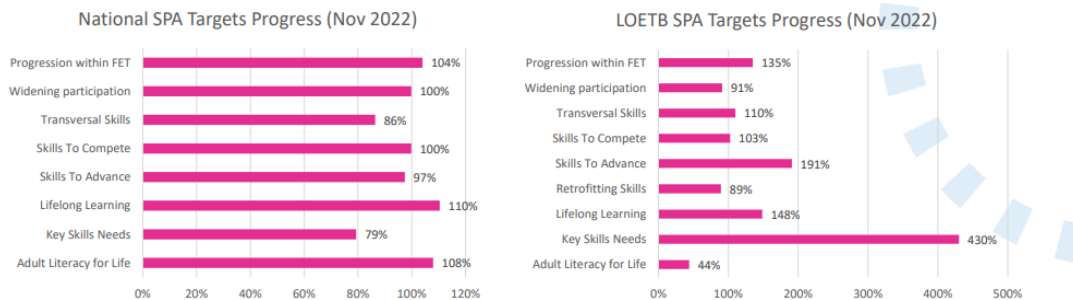 National SPA Targets Progress (Nov 2022)
Progression within FET 104%
Widening participation 100%
Transversal Skills 86%
Skills To Compete 100%
Skills To Advance 97%
Lifelong Learning 110%
Key Skills Needs 79%
Adult Literacy for Life 108%
0% 20% 40% 60% 80% 100% 120%
LOETB SPA Targets Progress (Nov 2022)
Progression within FET 135%
Widening participation 91%
Transversal Skills 110%
Skills To Compete 103%
Skills To Advance 191%
Retrofitting Skills 89%
Lifelong Learning 148%
Key Skills Needs 430%
Adult Literacy for Life 44%
0% 100% 200% 300% 400% 500%